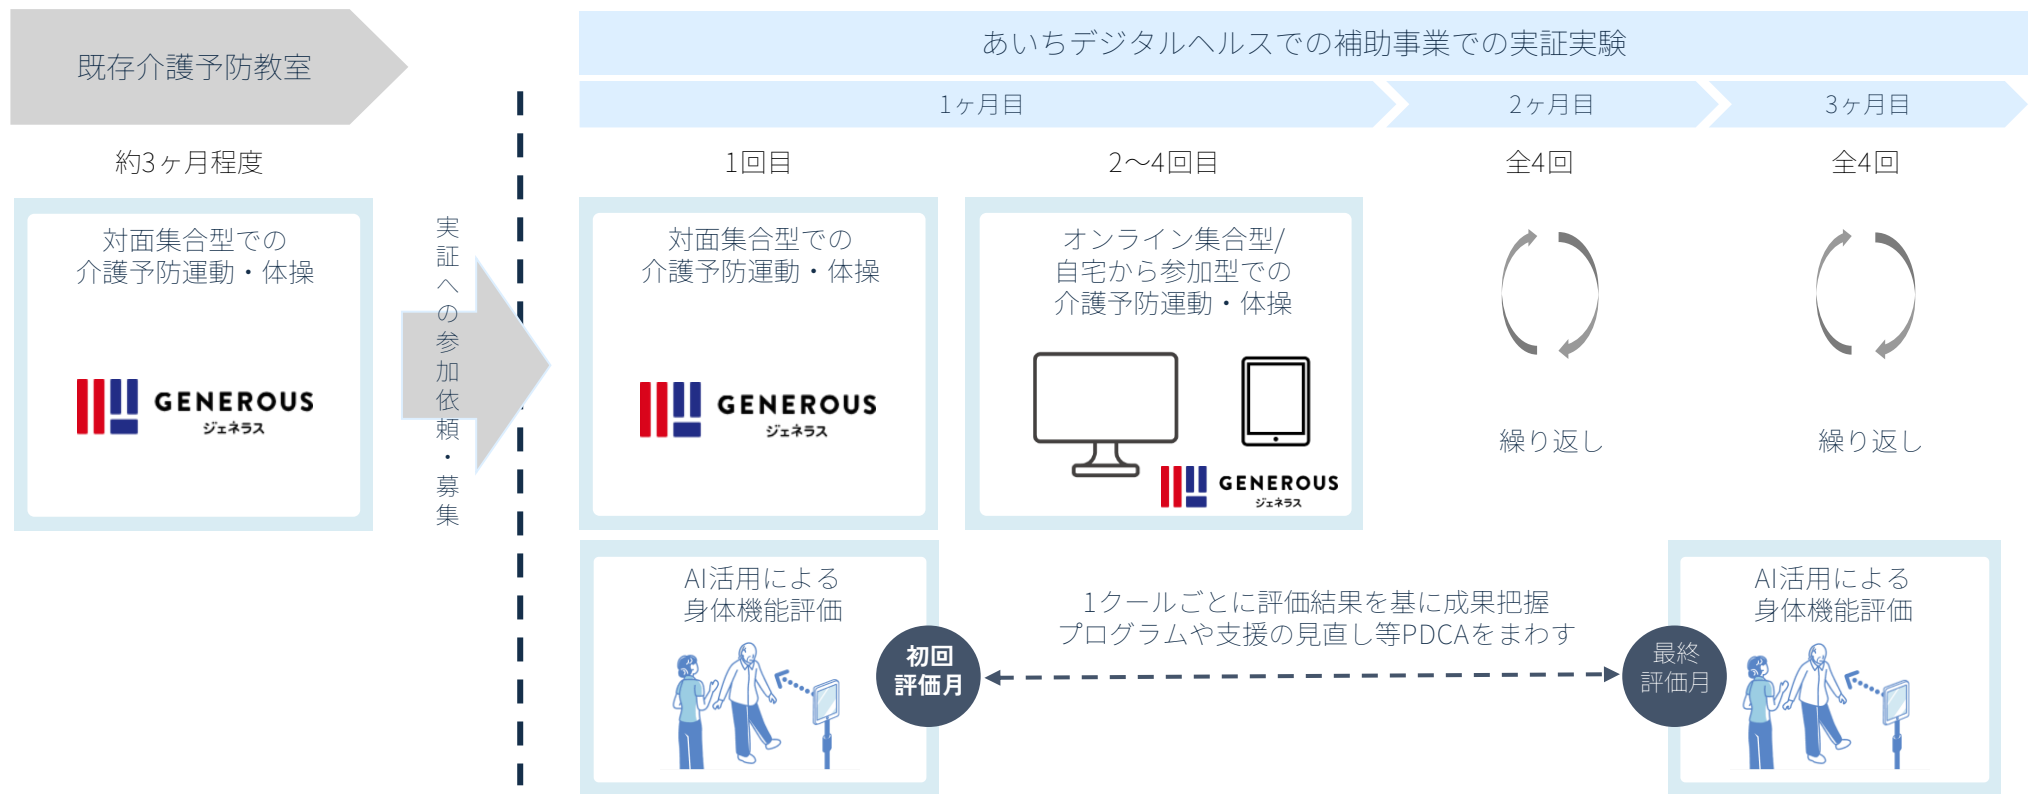 既存介護予防教室
約3ヶ月程度
対面集合型での
介護予防運動・体操
GENEROUS
ジェネラス
実証への参加依頼・募集
あいちデジタルヘルスでの補助事業での実証実験
1ヶ月目
2ヶ月目
3ヶ月目
1回目
2～4回目
全4回
全4回
対面集合型での
介護予防運動・体操
GENEROUS
ジェネラス
オンライン集合型/
自宅から参加型での
介護予防運動・体操
GENEROUS
ジェネラス
繰り返し
繰り返し
AI活用による
身体機能評価
初回
評価月
1クールごとに評価結果を基に成果把握
プログラムや支援の見直し等PDCAをまわす
最終
評価月
AI活用による
身体機能評価